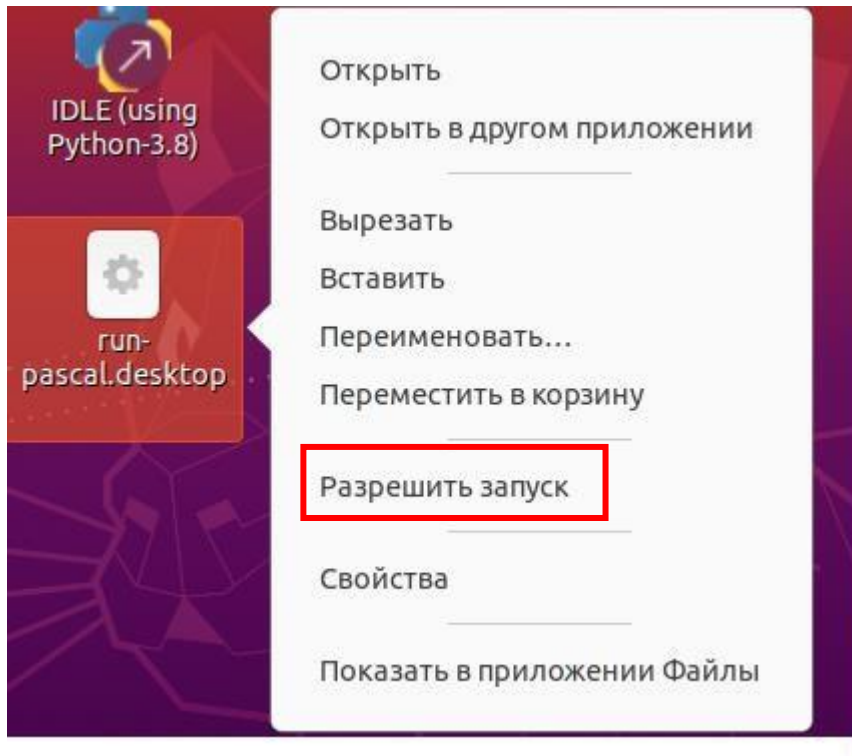 IDLE (using
Python-3.8)
run-
pascal.desktop
Открыть
Открыть в другом приложении
Вырезать
Вставить
Переименовать...
Переместить в корзину
Разрешить запуск
Свойства
Показать в приложении Файлы